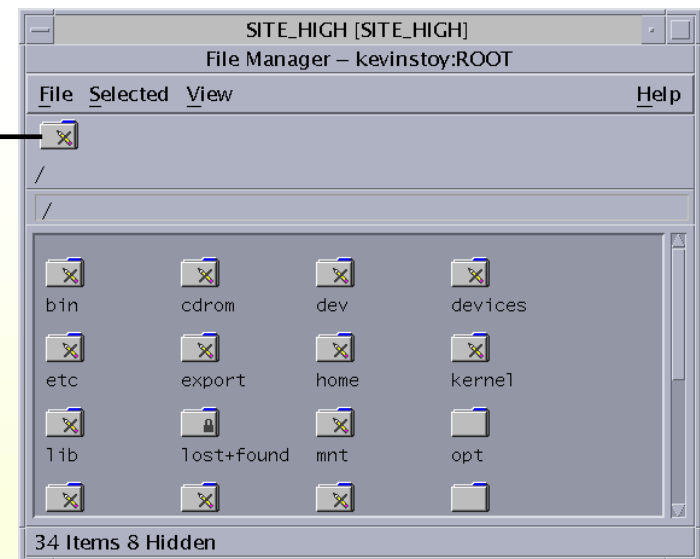 SITE_HIGH [SITE_HIGH]
File Manager – kevinstoy:ROOT
File Selected View Help
/
/
bin cdrom dev devices
etc export home kernel
lib lost+found mnt opt
34 Items 8 Hidden